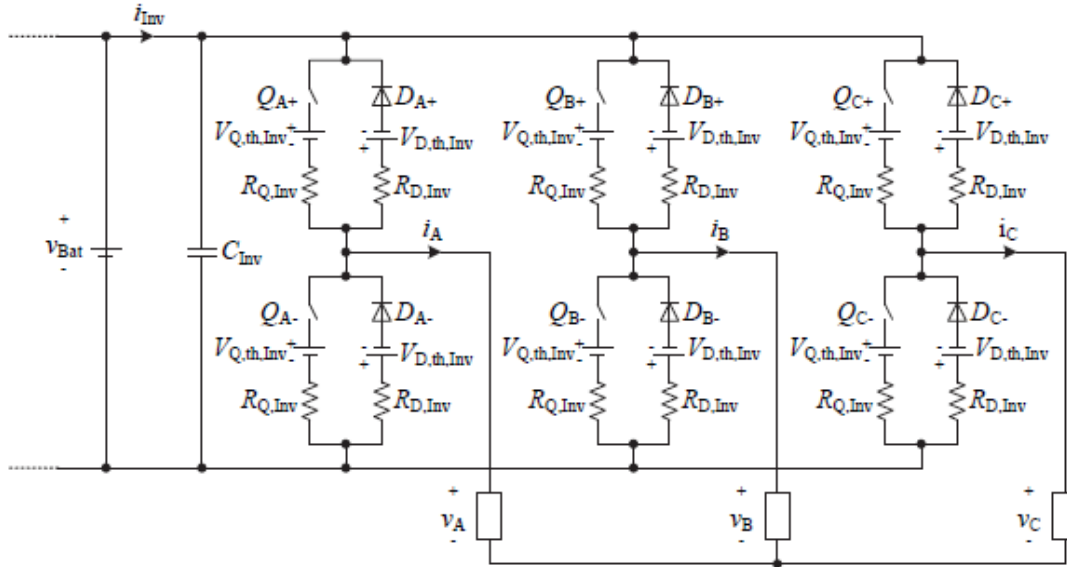 i_Inv
Q_A+ D_A+ Q_B+ D_B+ Q_C+ D_C+
V_Q,th,Inv + - - + V_D,th,Inv V_Q,th,Inv + - - + V_D,th,Inv V_Q,th,Inv + - - + V_D,th,Inv
R_Q,Inv R_D,Inv R_Q,Inv R_D,Inv R_Q,Inv R_D,Inv
i_A i_B i_C
+ v_Bat - C_Inv
Q_A- D_A- Q_B- D_B- Q_C- D_C-
V_Q,th,Inv + - - + V_D,th,Inv V_Q,th,Inv + - - + V_D,th,Inv V_Q,th,Inv + - - + V_D,th,Inv
R_Q,Inv R_D,Inv R_Q,Inv R_D,Inv R_Q,Inv R_D,Inv
+ + +
v_A v_B v_C
- - -